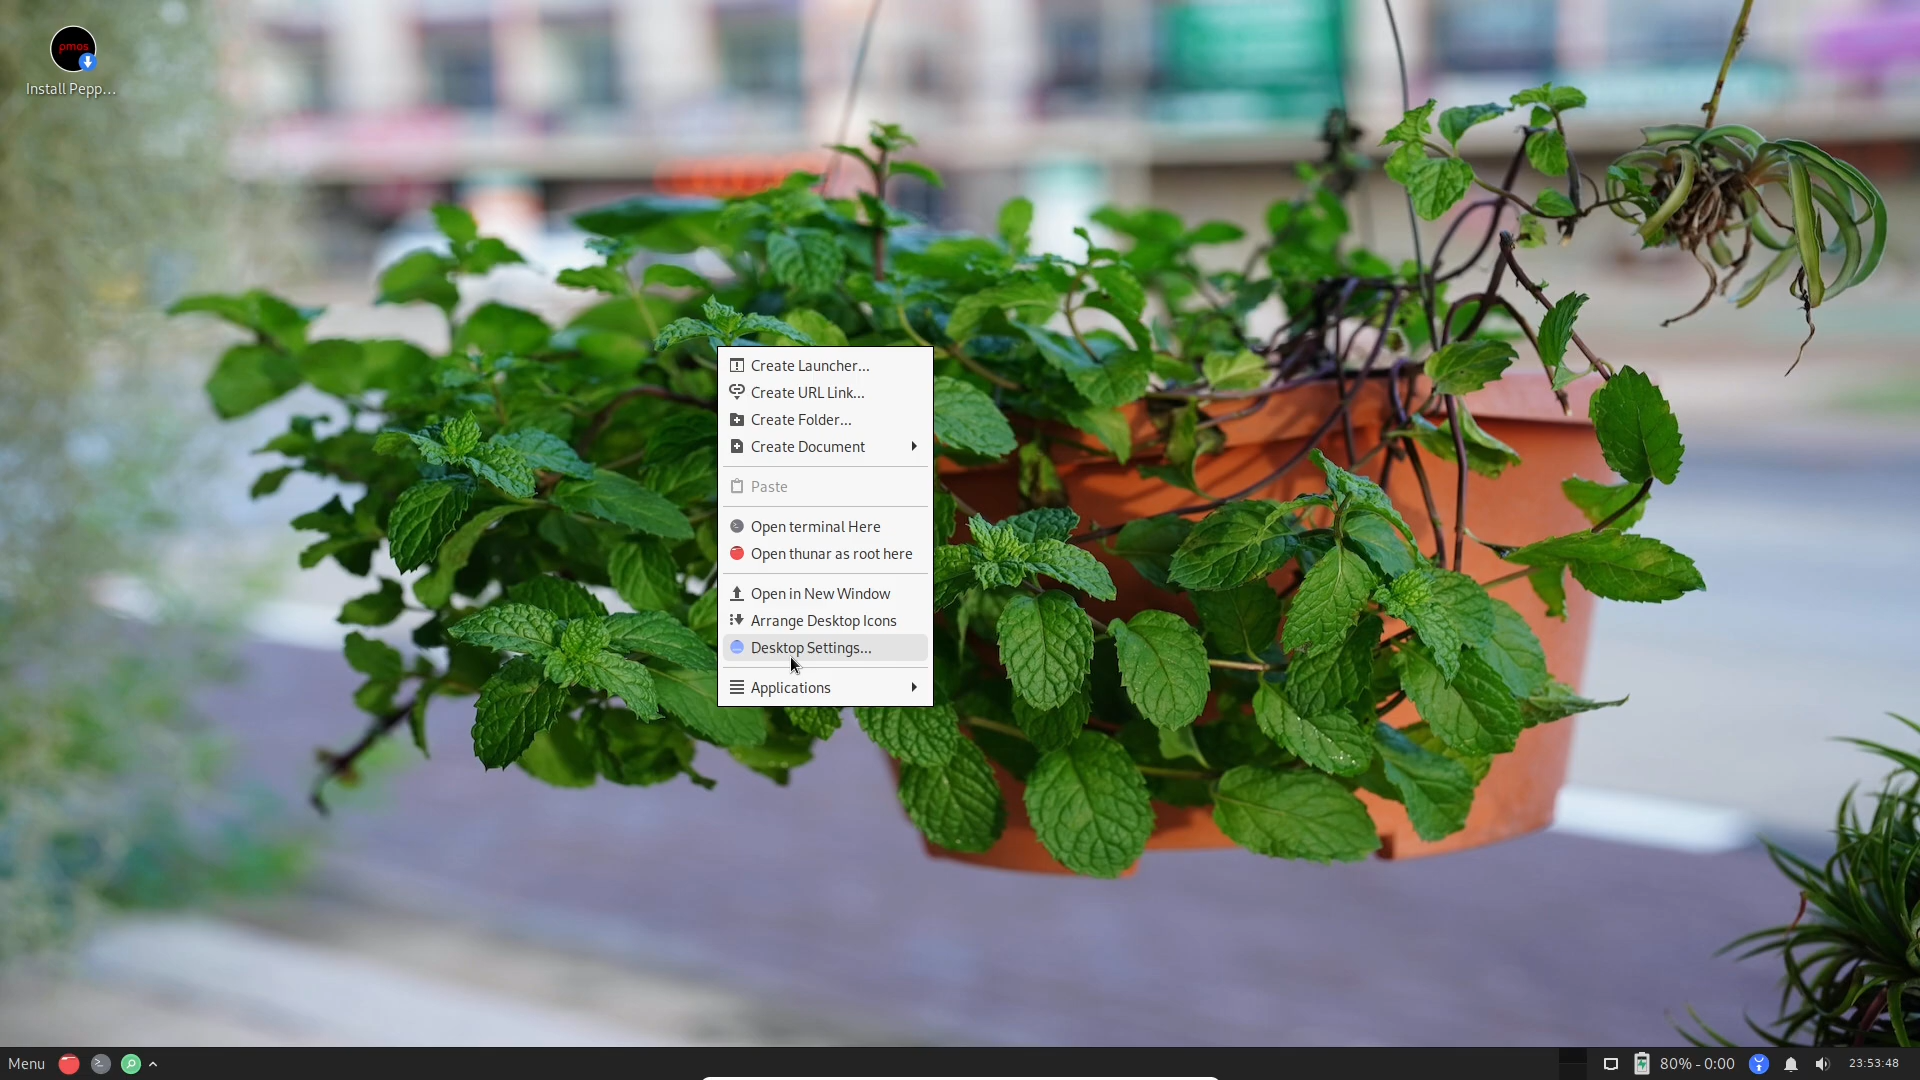 pmos
Install Pepp...
Create Launcher...
Create URL Link...
Create Folder...
Create Document
Paste
Open terminal Here
Open thunar as root here
Open in New Window
Arrange Desktop Icons
Desktop Settings...
Applications
Menu
80% - 0:00
23:53:48